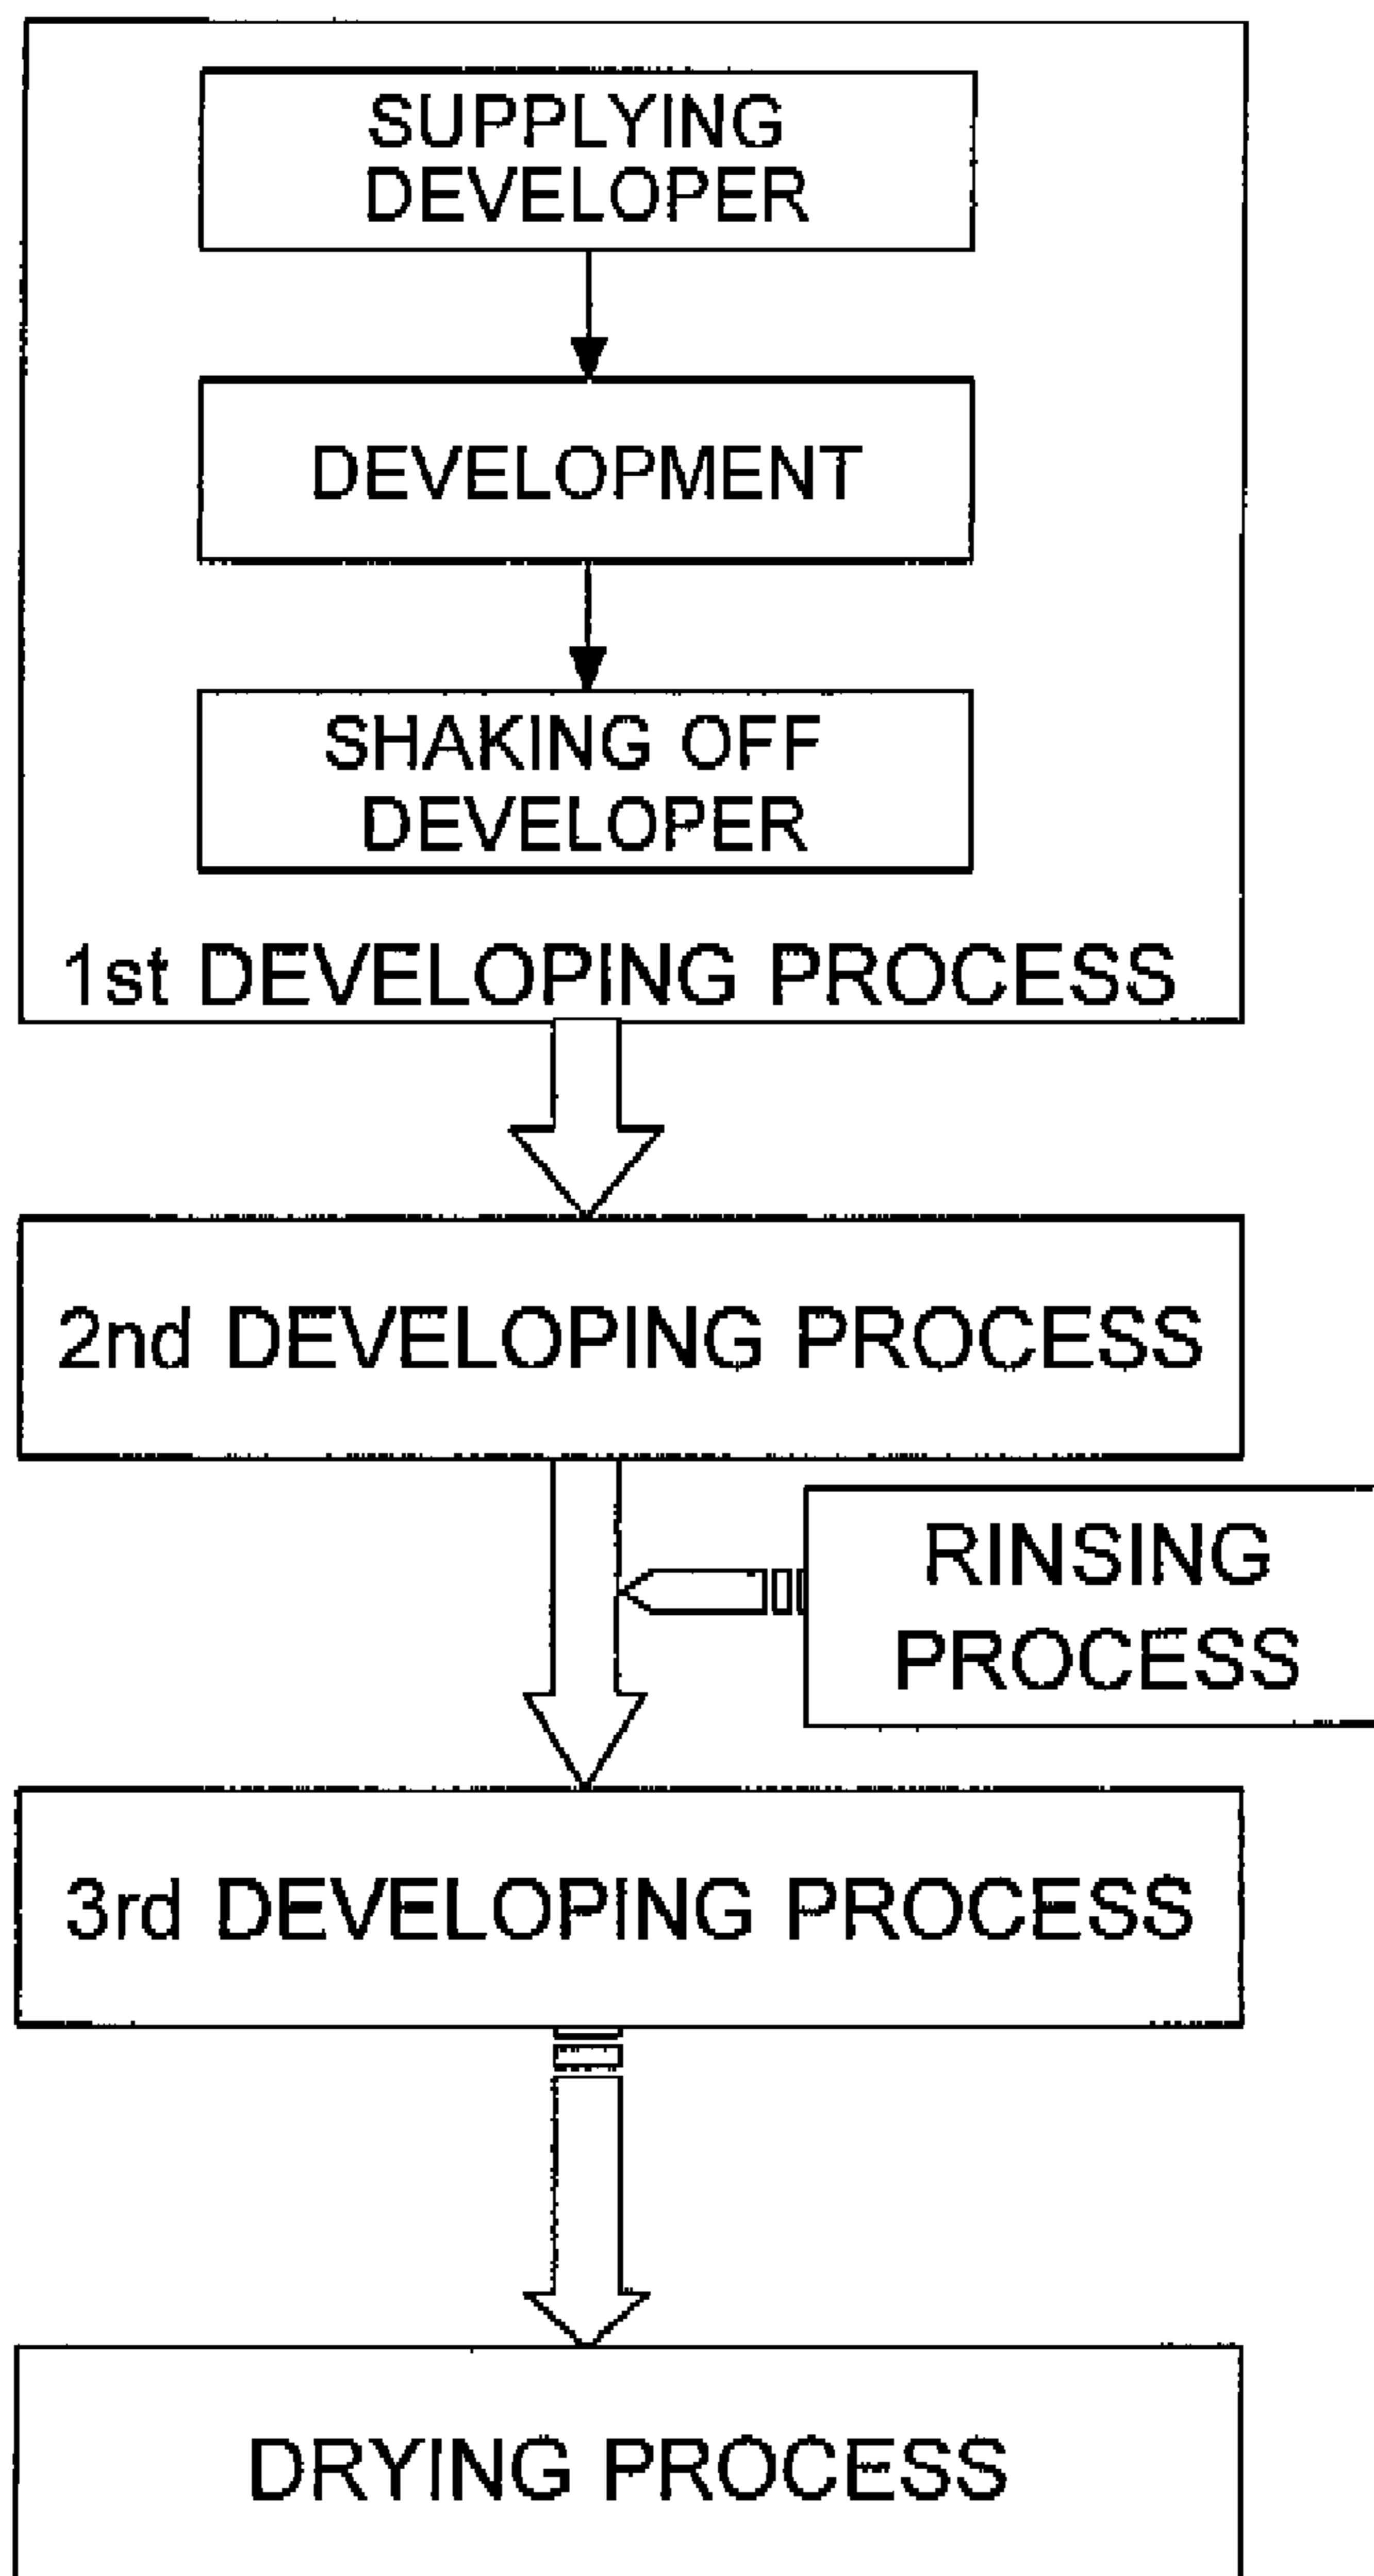 SUPPLYING
DEVELOPER
DEVELOPMENT
SHAKING OFF
DEVELOPER
1st DEVELOPING PROCESS
2nd DEVELOPING PROCESS
RINSING
PROCESS
3rd DEVELOPING PROCESS
DRYING PROCESS